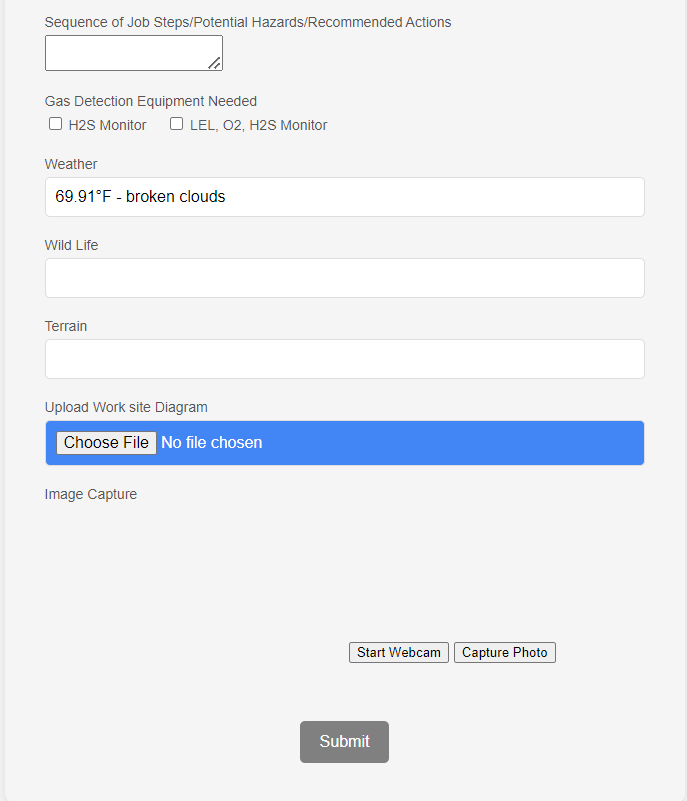 Sequence of Job Steps/Potential Hazards/Recommended Actions
Gas Detection Equipment Needed
H2S Monitor LEL, O2, H2S Monitor
Weather
69.91°F - broken clouds
Wild Life
Terrain
Upload Work site Diagram
Choose File No file chosen
Image Capture
Start Webcam Capture Photo
Submit